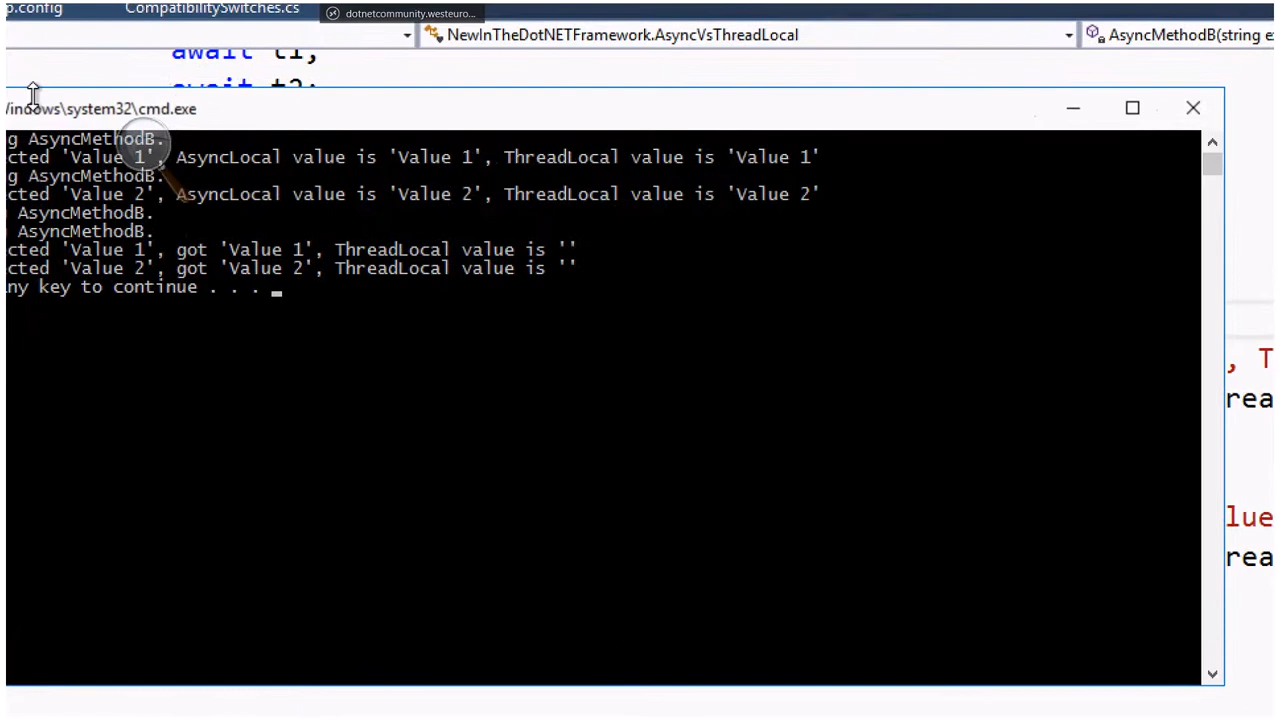 p.config
CompatibilitySwitches.cs
dotnetcommunity.westeuro...
NewInTheDotNETFramework.AsyncVsThreadLocal
AsyncMethodB(string e
await t1;
await t2;
Windows\system32\cmd.exe
g AsyncMethodB.
cted 'Value 1', AsyncLocal value is 'Value 1', ThreadLocal value is 'Value 1'
g AsyncMethodB.
cted 'Value 2', AsyncLocal value is 'Value 2', ThreadLocal value is 'Value 2'
AsyncMethodB.
AsyncMethodB.
cted 'Value 1', got 'Value 1', ThreadLocal value is ''
cted 'Value 2', got 'Value 2', ThreadLocal value is ''
ny key to continue . . .
, T
rea
lue
rea